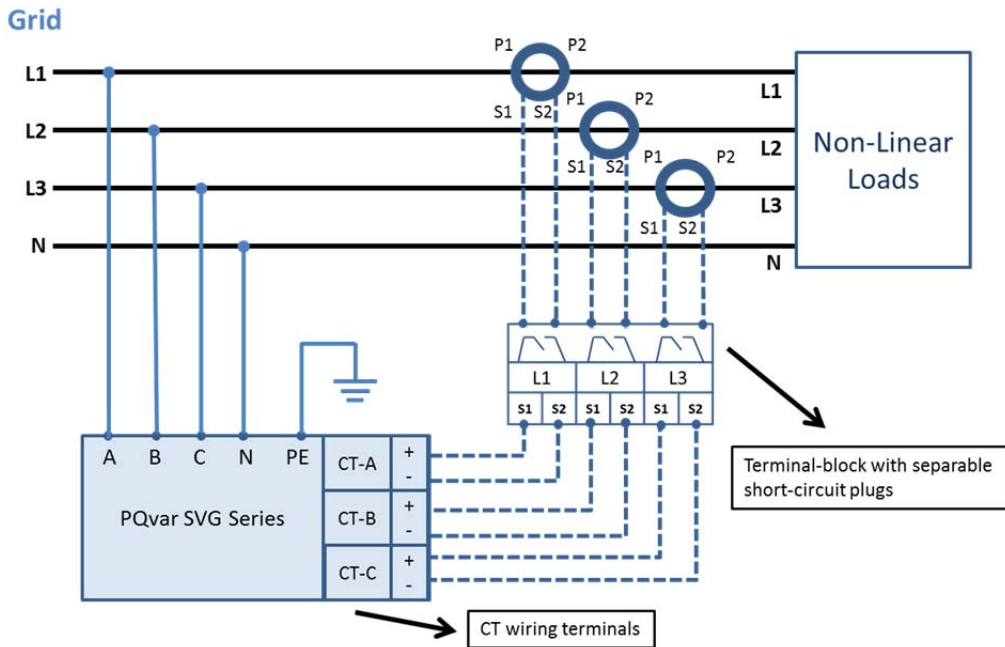 Grid
P1 P2
L1
L1
S1 S2 P1 P2
L2
L2
S1 S2 P1 P2
L3
L3
S1 S2
N
N
Non-Linear
Loads
L1 L2 L3
S1 S2 S1 S2 S1 S2
A B C N PE
CT-A + -
CT-B + -
CT-C + -
PQvar SVG Series
Terminal-block with separable
short-circuit plugs
CT wiring terminals